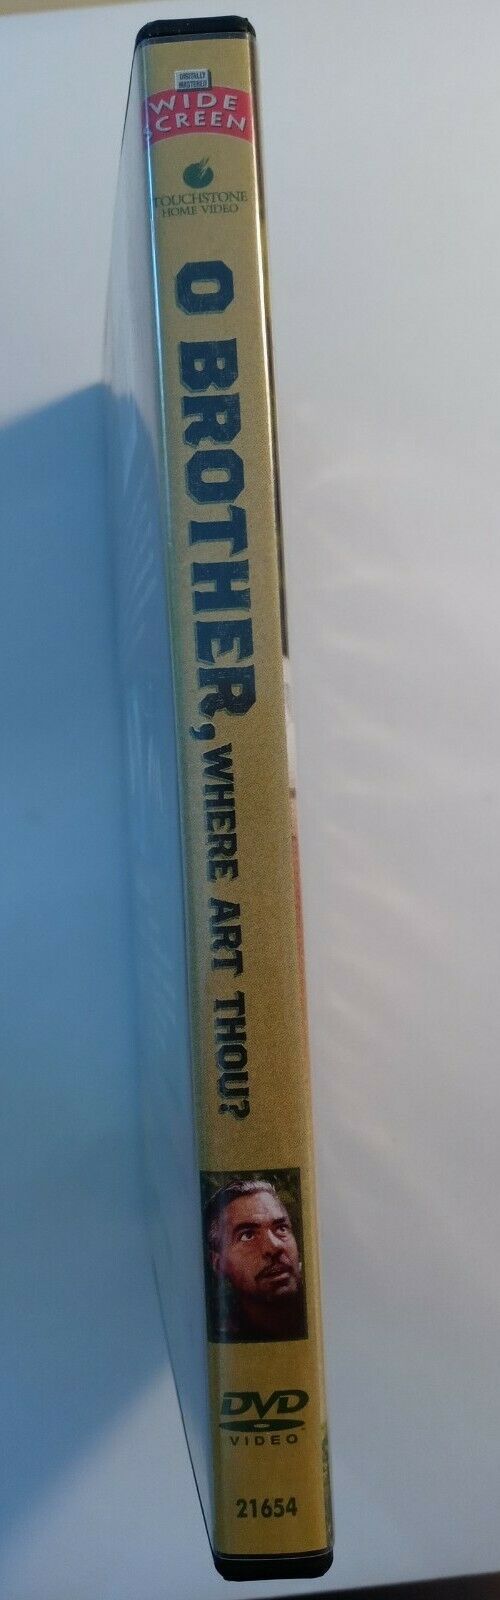 DIGITALLY
MASTERED
WIDE
SCREEN
TOUCHSTONE
HOME VIDEO
O BROTHER, WHERE ART THOU?
DVD
VIDEO
21654